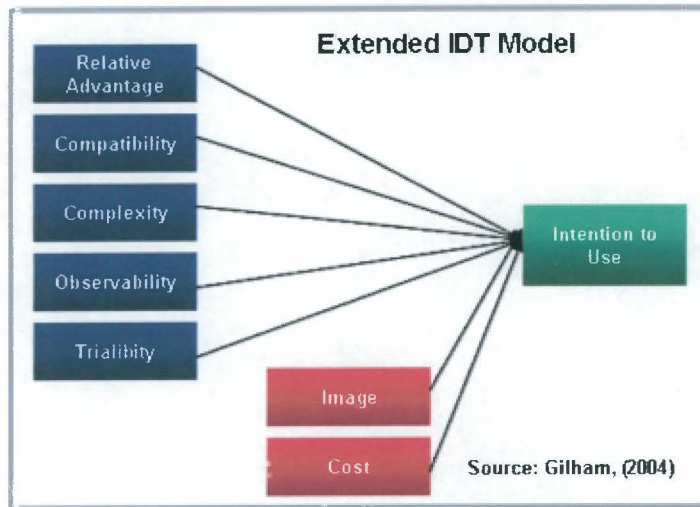 Extended IDT Model
Relative
Advantage
Compatibility
Complexity
Observability
Trialibity
Intention to
Use
Image
Cost
Source: Gilham, (2004)